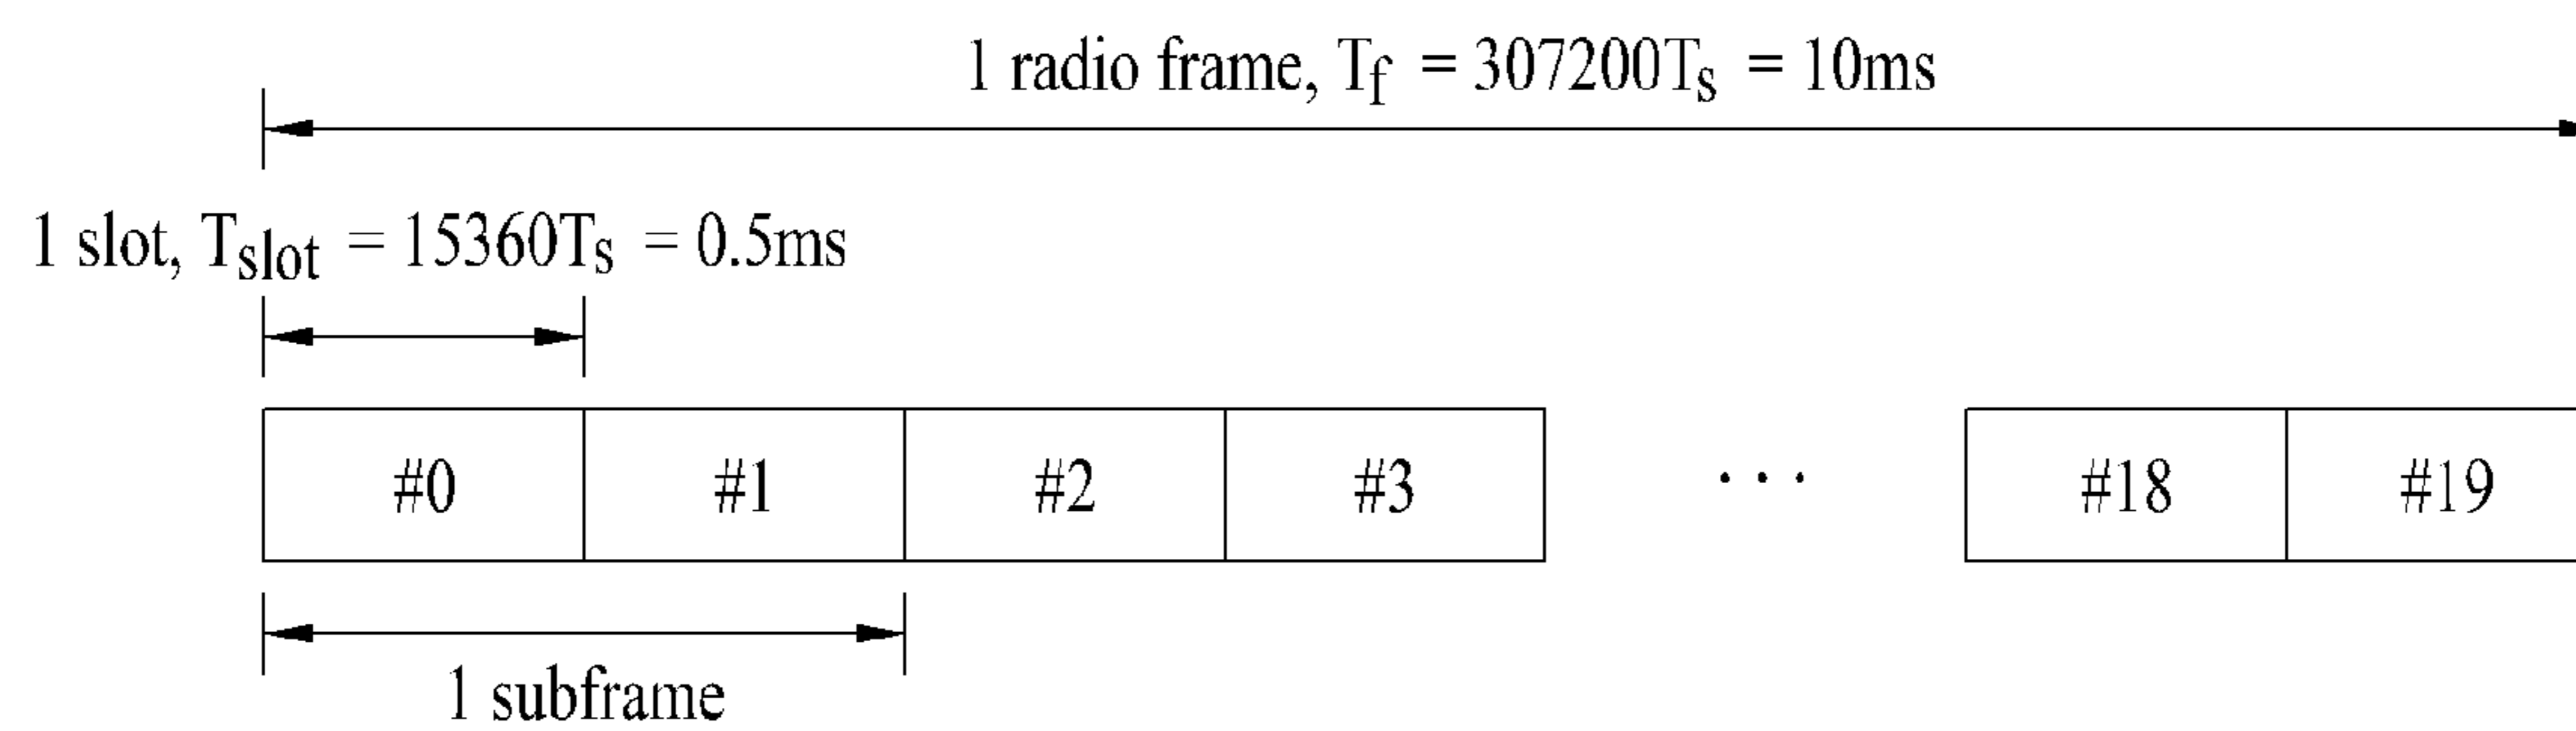 1 radio frame, Tf = 307200Ts = 10ms
1 slot, Tslot = 15360Ts = 0.5ms
#0 #1 #2 #3 ··· #18 #19
1 subframe